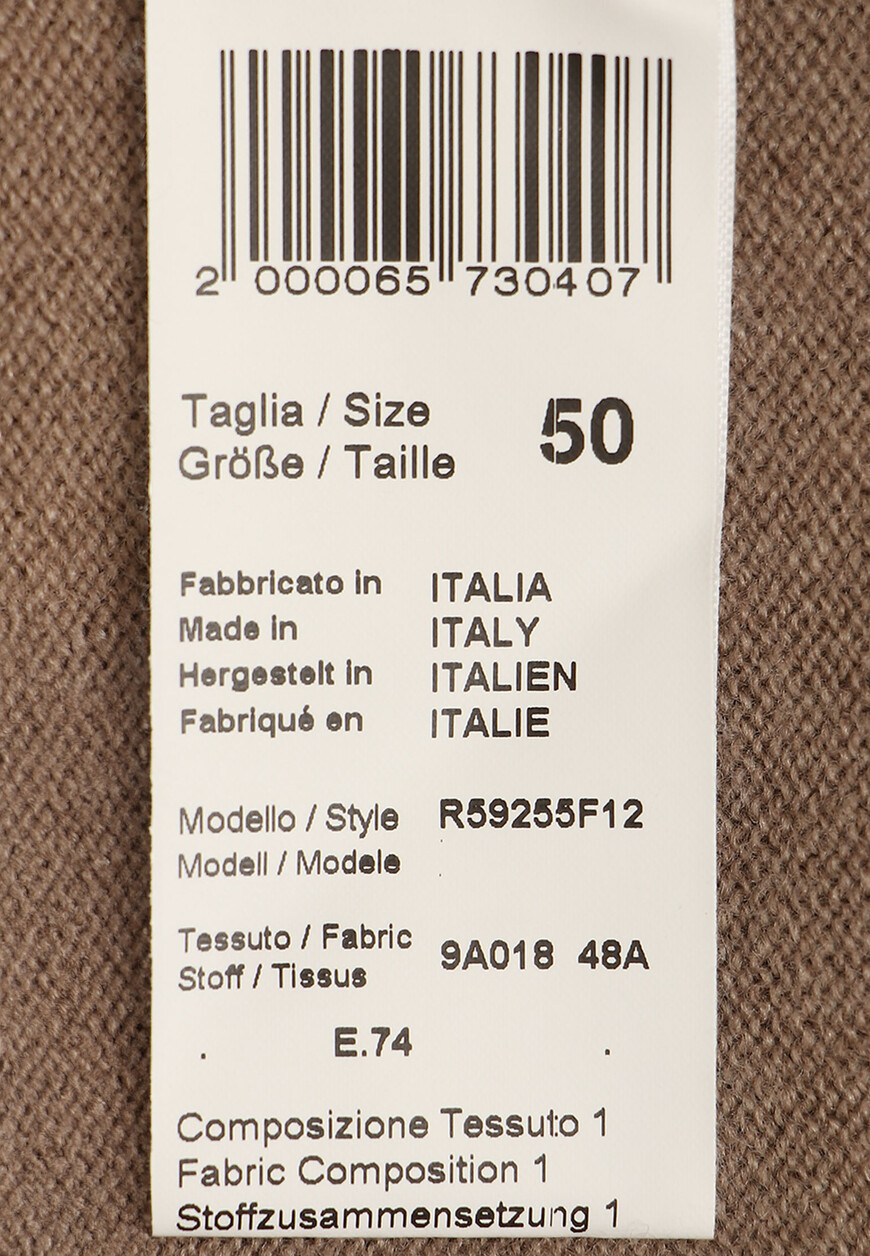 2 000065 730407
Taglia / Size 50
Größe / Taille
Fabbricato in ITALIA
Made in ITALY
Hergestelt in ITALIEN
Fabriqué en ITALIE
Modello / Style R59255F12
Modell / Modele
Tessuto / Fabric 9A018 48A
Stoff / Tissus
. E.74 .
Composizione Tessuto 1
Fabric Composition 1
Stoffzusammensetzung 1